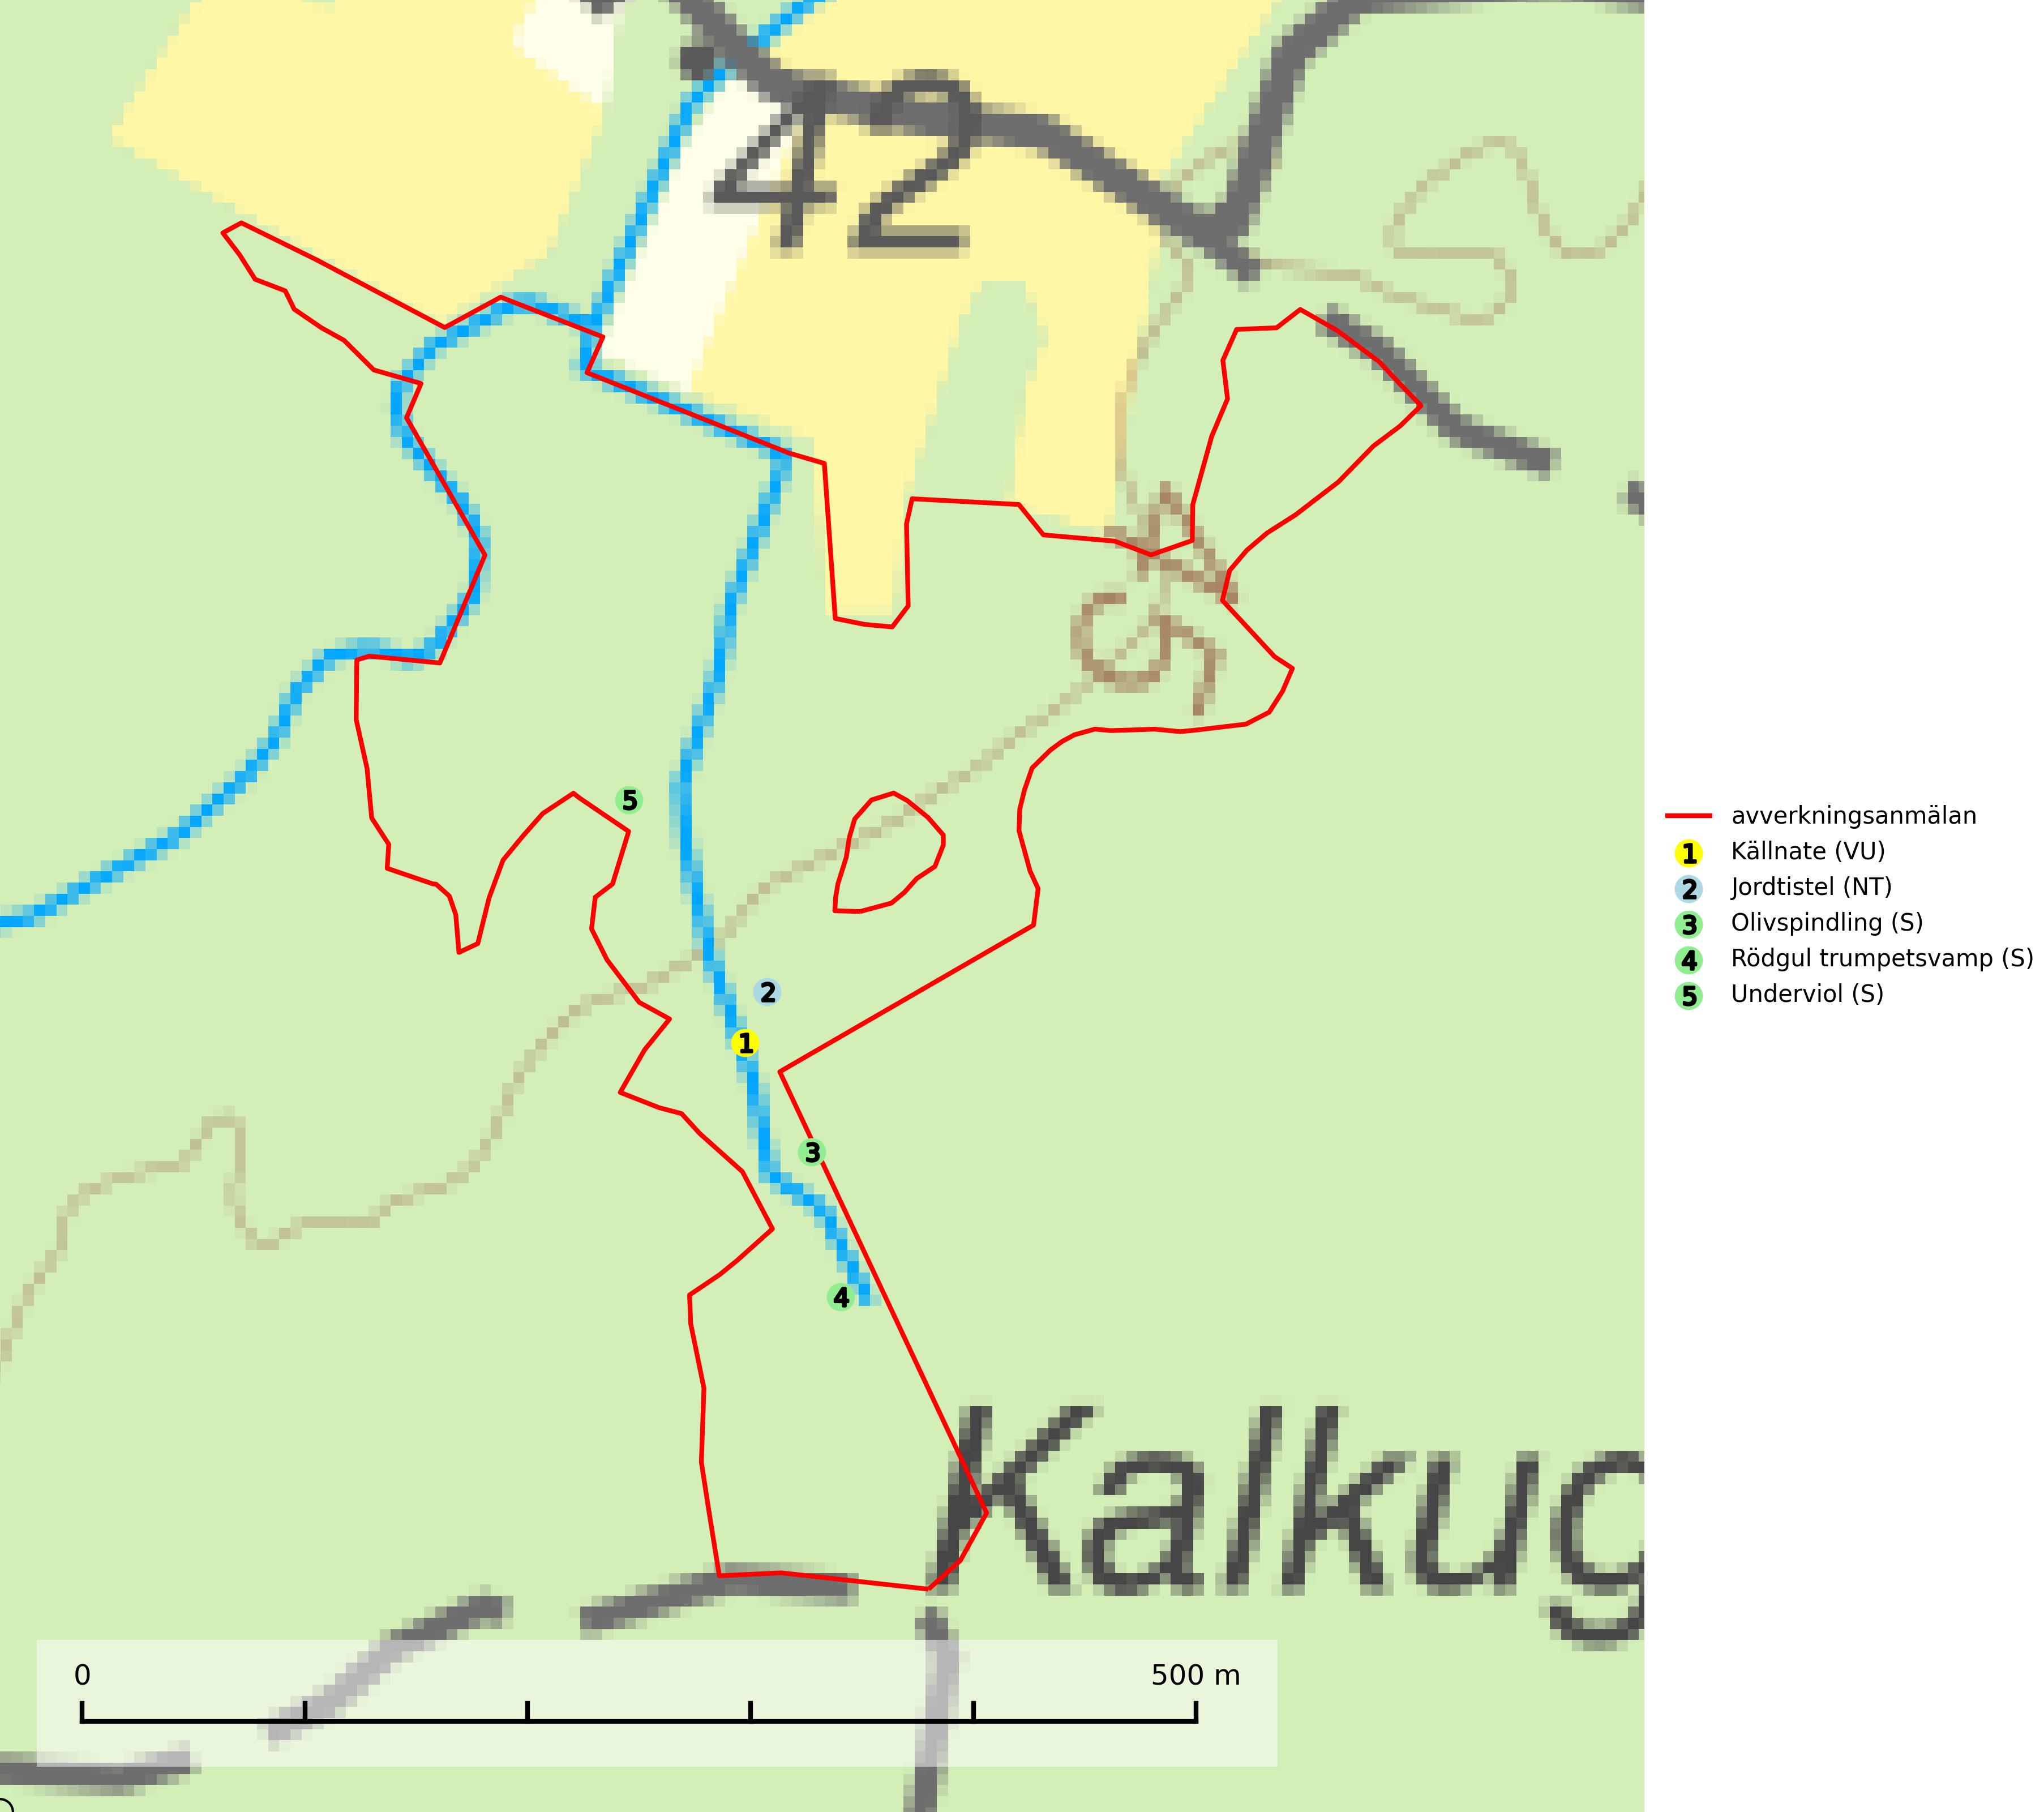 42
5
2
1
3
4
Kalkug
0 500 m
avverkningsanmälan
1 Källnate (VU)
2 Jordtistel (NT)
3 Olivspindling (S)
4 Rödgul trumpetsvamp (S)
5 Underviol (S)